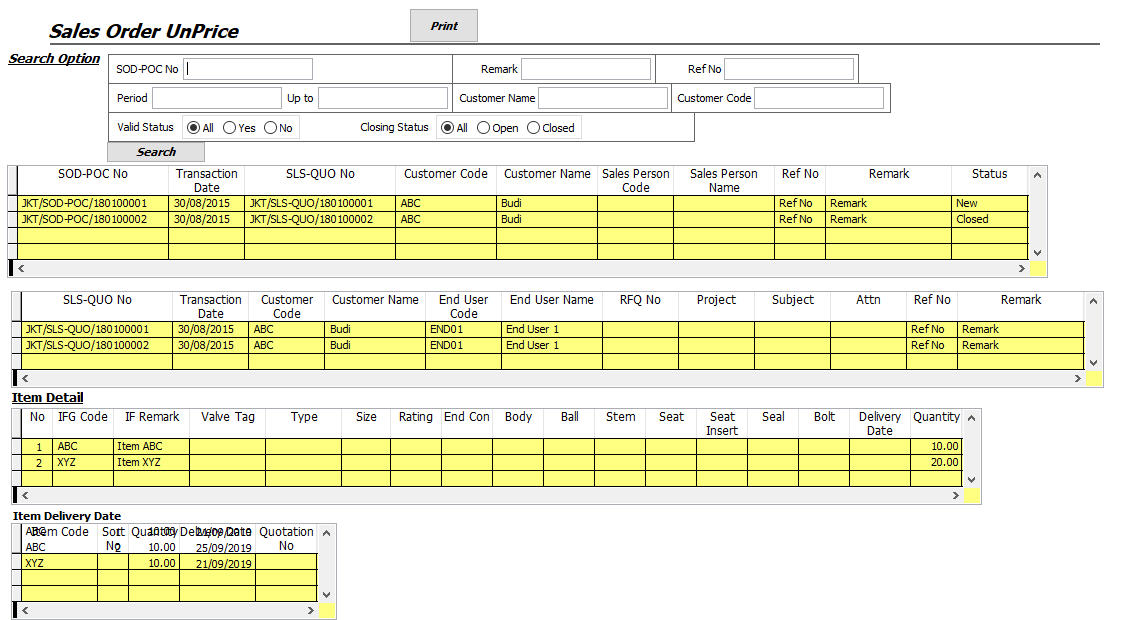 Sales Order UnPrice
Print
Search Option
SOD-POC No Remark Ref No
Period Up to Customer Name Customer Code
Valid Status All Yes No Closing Status All Open Closed
Search
SOD-POC No Transaction Date SLS-QUO No Customer Code Customer Name Sales Person Code Sales Person Name Ref No Remark Status
JKT/SOD-POC/180100001 30/08/2015 JKT/SLS-QUO/180100001 ABC Budi Ref No Remark New
JKT/SOD-POC/180100002 30/08/2015 JKT/SLS-QUO/180100002 ABC Budi Ref No Remark Closed
SLS-QUO No Transaction Date Customer Code Customer Name End User Code End User Name RFQ No Project Subject Attn Ref No Remark
JKT/SLS-QUO/180100001 30/08/2015 ABC Budi END01 End User 1 Ref No Remark
JKT/SLS-QUO/180100002 30/08/2015 ABC Budi END01 End User 1 Ref No Remark
Item Detail
No IFG Code IF Remark Valve Tag Type Size Rating End Con Body Ball Stem Seat Seat Insert Seal Bolt Delivery Date Quantity
1 ABC Item ABC 10.00
2 XYZ Item XYZ 20.00
Item Delivery Date
Item Code Sort No Quantity Delivery Date Quotation No
ABC 1 10.00 21/09/2019
ABC 2 10.00 25/09/2019
XYZ 10.00 21/09/2019